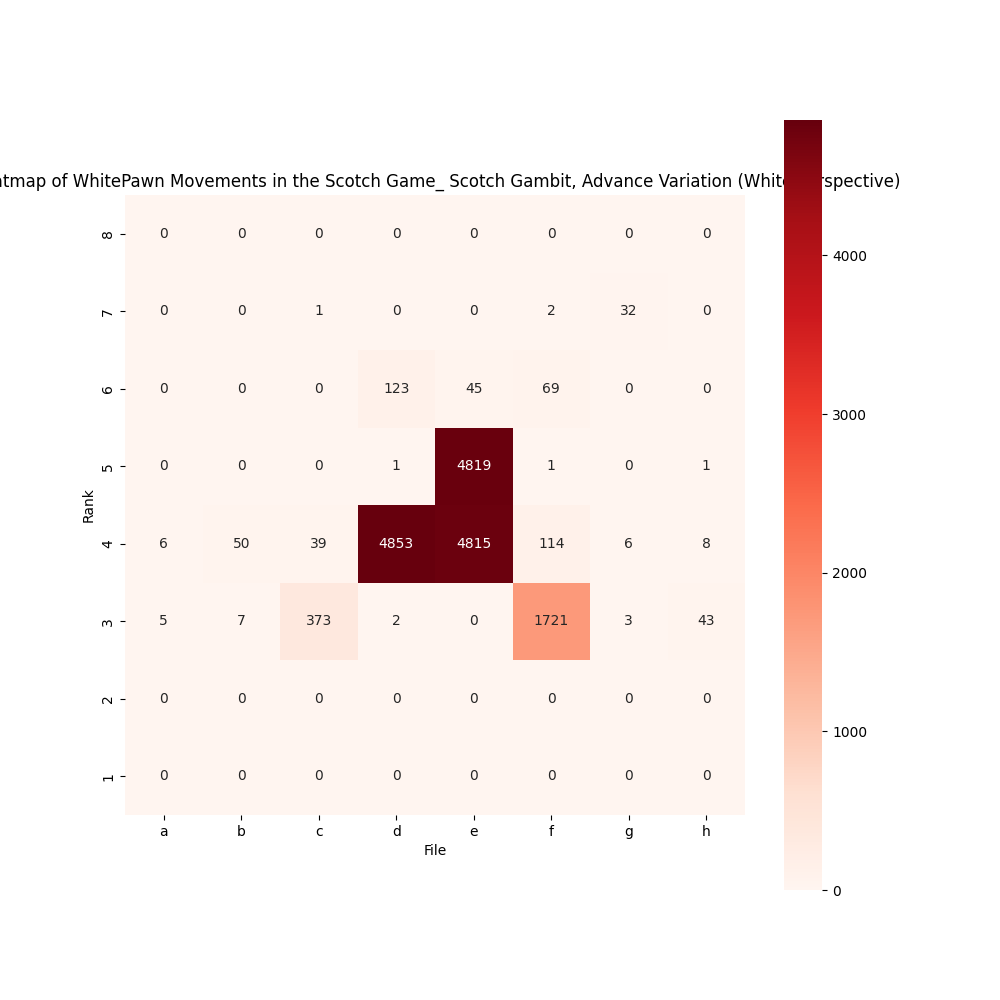 atmap of WhitePawn Movements in the Scotch Game_ Scotch Gambit, Advance Variation (White Perspective)
8 0 0 0 0 0 0 0 0
7 0 0 1 0 0 2 32 0
6 0 0 0 123 45 69 0 0
5 0 0 0 1 4819 1 0 1
4 6 50 39 4853 4815 114 6 8
3 5 7 373 2 0 1721 3 43
2 0 0 0 0 0 0 0 0
1 0 0 0 0 0 0 0 0
Rank
a b c d e f g h
File
4000
3000
2000
1000
0